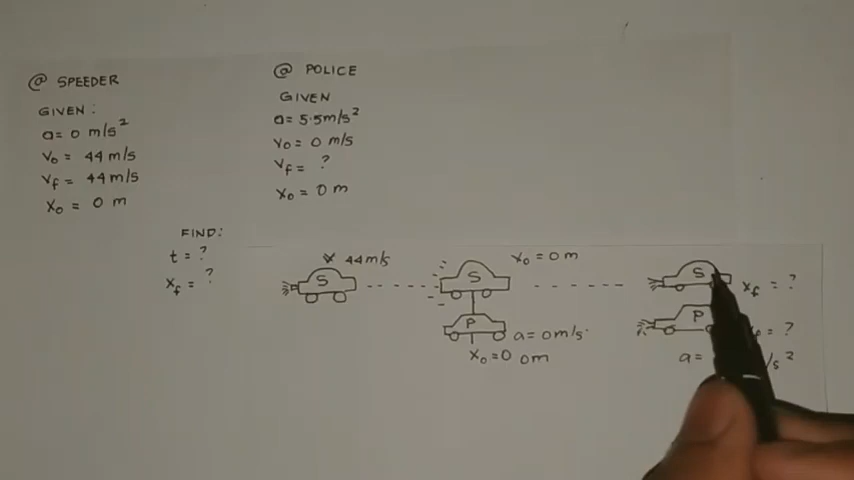 @ SPEEDER
GIVEN:
a = 0 m/s²
V₀ = 44 m/s
Vf = 44 m/s
X₀ = 0 m
@ POLICE
GIVEN
a = 5.5 m/s²
V₀ = 0 m/s
Vf = ?
X₀ = 0 m
FIND:
t = ?
Xf = ?
44 m/s
S
X₀ = 0 m
S
P
a = 0 m/s
X₀ = 0 0m
S
Xf = ?
P
= ?
a =
/s²